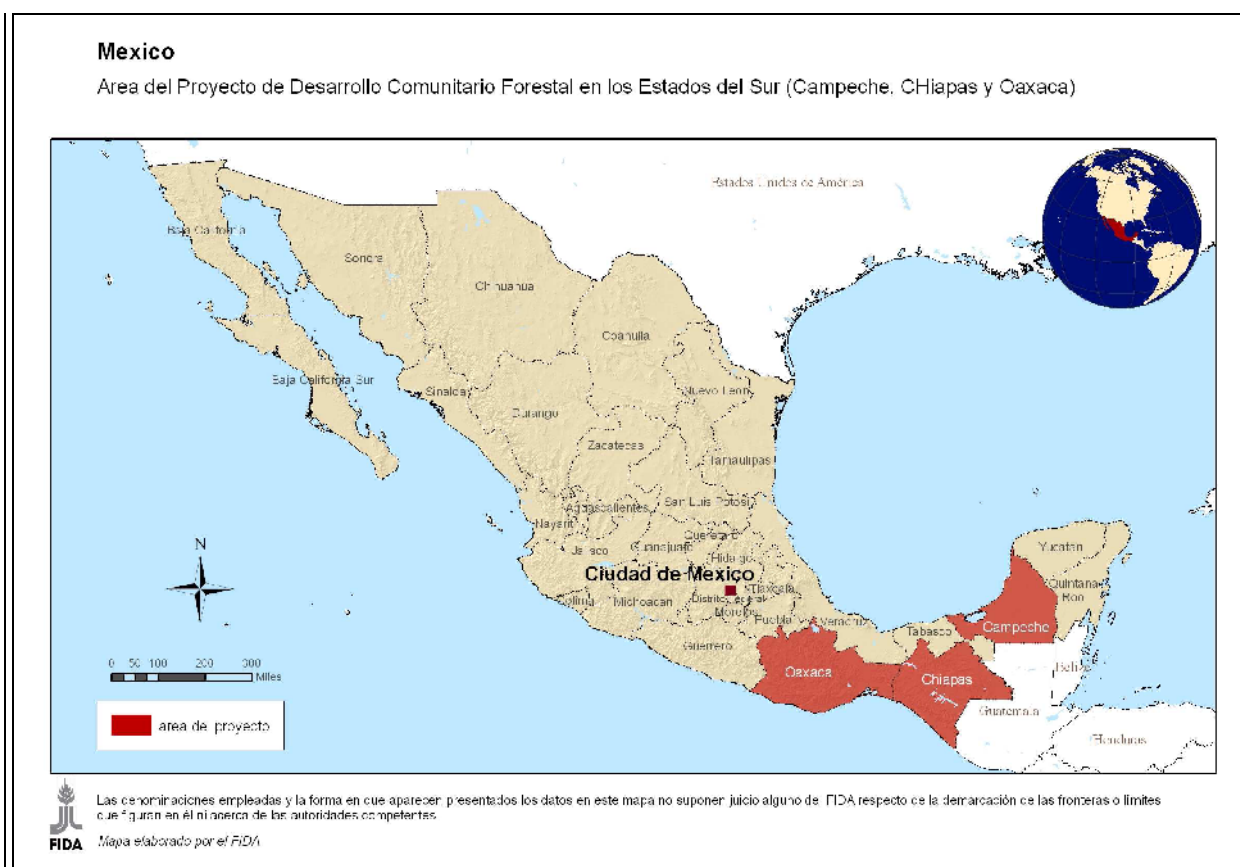 Mexico
Area del Proyecto de Desarrollo Comunitario Forestal en los Estados del Sur (Campeche, CHiapas y Oaxaca)
Estados Unidos de América
Baja California
Sonora
Chihuahua
Coahuila
Baja California Sur
Sinaloa
Nuevo León
Durango
Zacatecas
Tamaulipas
San Luis Potosí
Aguascalientes
Nayarit
Queretaro
Yucatan
Jalisco
Guanajuato
Hidalgo
N
Ciudad de Mexico
Quintana
Roo
Tlaxcala
Colima
Michoacan
Distrito Federal
Morelos
Puebla
Veracruz
Campeche
Tabasco
Guerrero
Oaxaca
Chiapas
Belize
0 50 100 200 300
Miles
Guatemala
area del proyecto
Honduras
Las denominaciones empleadas y la forma en que aparecen presentados los datos en este mapa no suponen juicio alguno del FIDA respecto de la demarcación de las fronteras o límites
que figuran en él ni acerca de las autoridades competentes
FIDA
Mapa elaborado por el FIDA